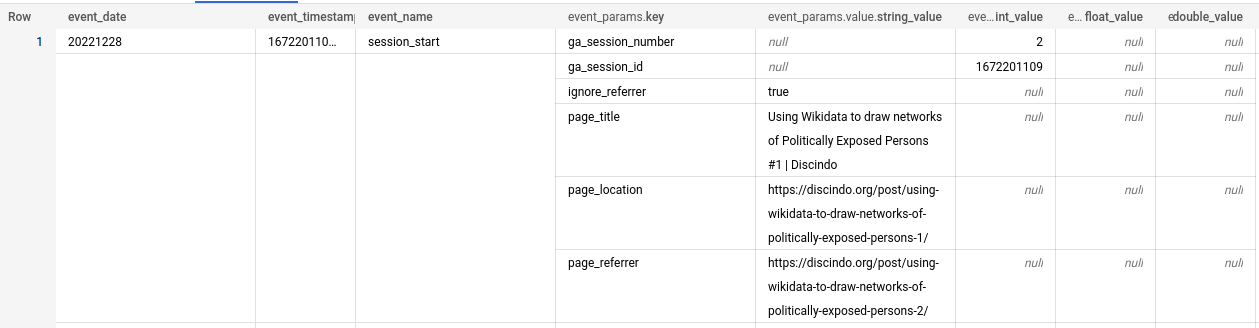 Row event_date event_timestamp event_name event_params.key event_params.value.string_value eve...int_value e... float_value edouble_value
1 20221228 167220110... session_start ga_session_number null 2 null null
ga_session_id null 1672201109 null null
ignore_referrer true null null null
page_title Using Wikidata to draw networks null null null
of Politically Exposed Persons
#1 | Discindo
page_location https://discindo.org/post/using- null null null
wikidata-to-draw-networks-of-
politically-exposed-persons-1/
page_referrer https://discindo.org/post/using- null null null
wikidata-to-draw-networks-of-
politically-exposed-persons-2/